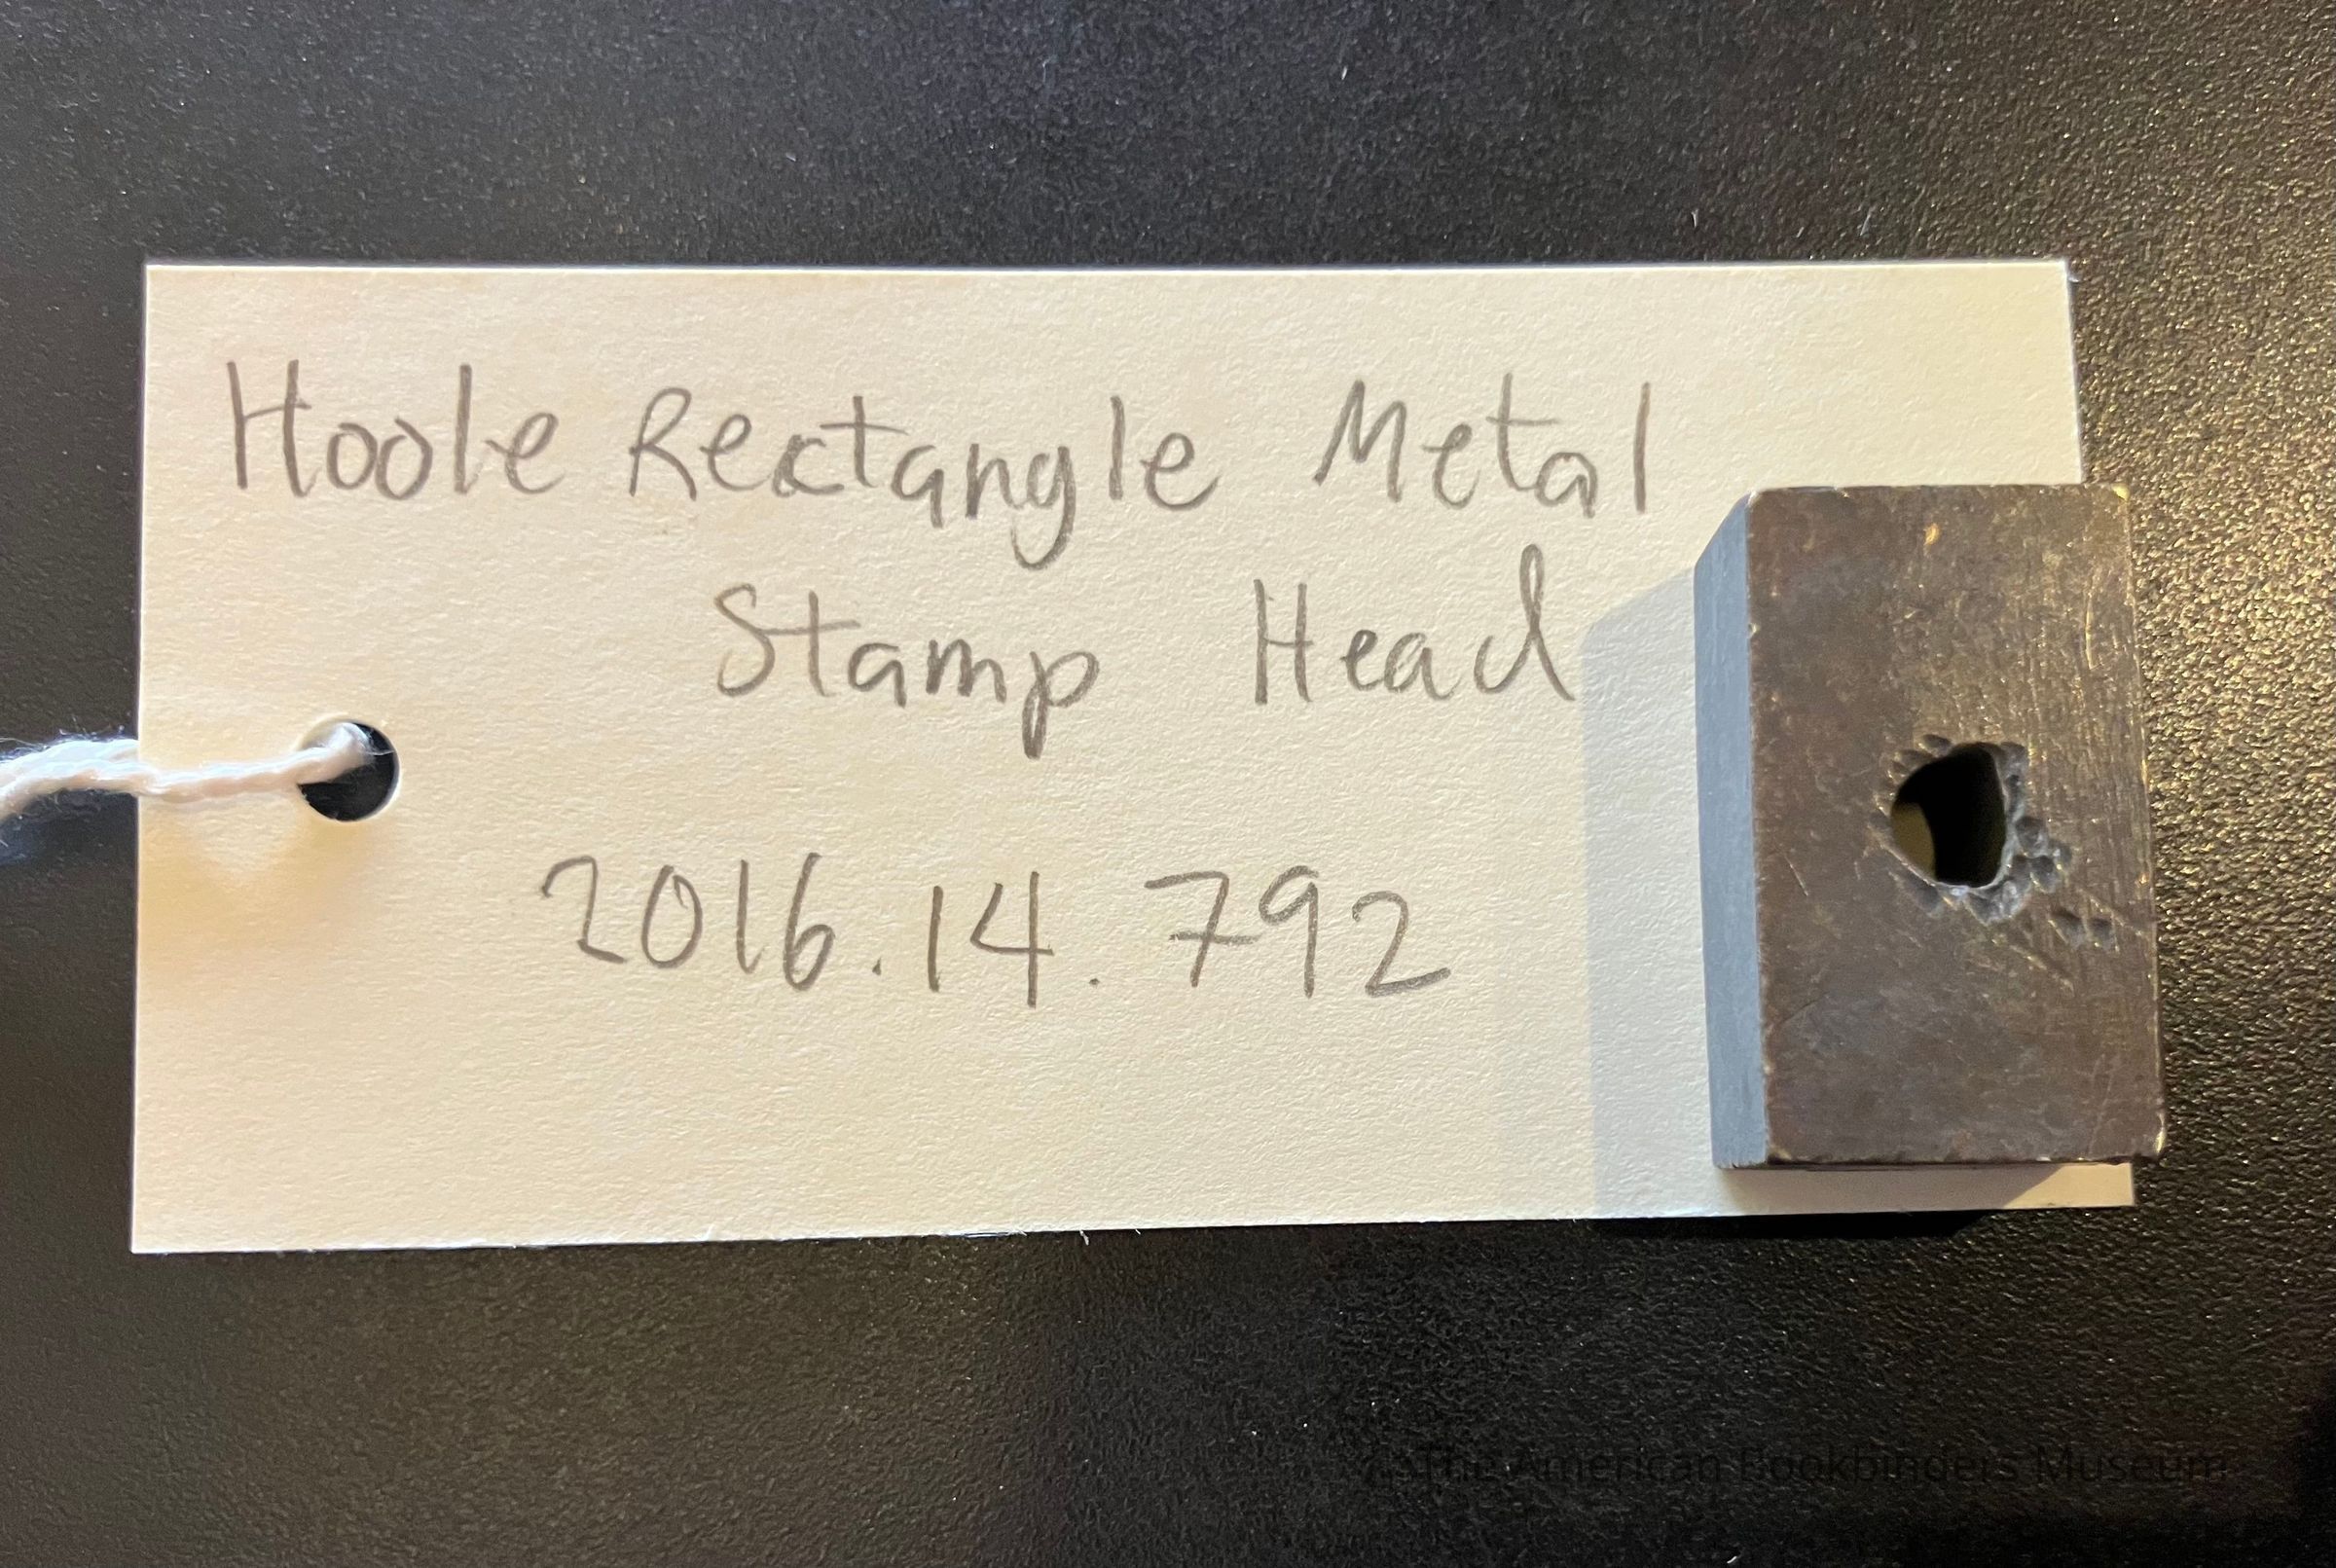 Hoole Rectangle Metal
Stamp Head
2016.14.792
The American Bookbinders Museum